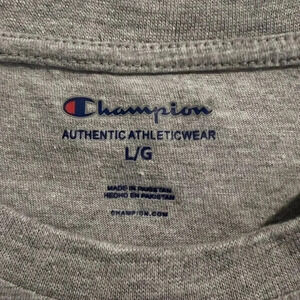 Champion
AUTHENTIC ATHLETICWEAR
L/G
MADE IN PAKISTAN
HECHO EN PAKISTAN
CHAMPION.COM